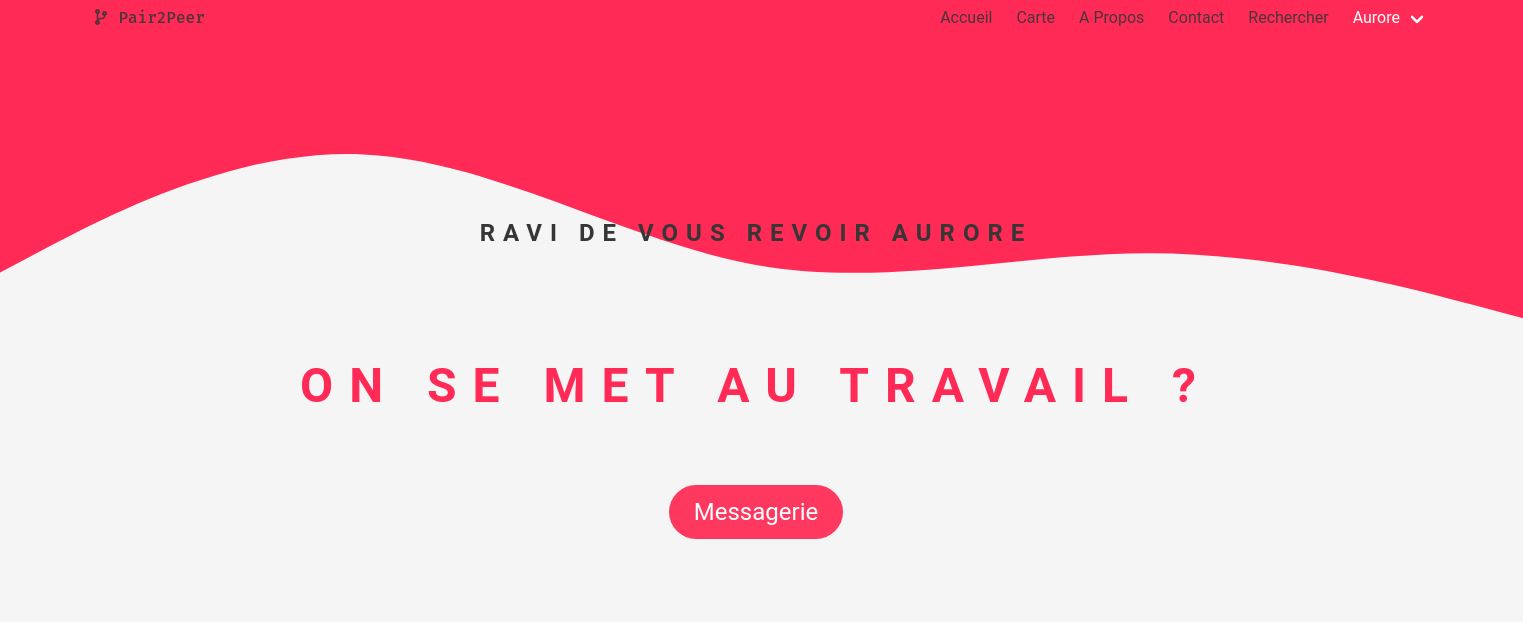 Pair2Peer Accueil Carte A Propos Contact Rechercher Aurore
RAVI DE VOUS REVOIR AURORE
ON SE MET AU TRAVAIL ?
Messagerie